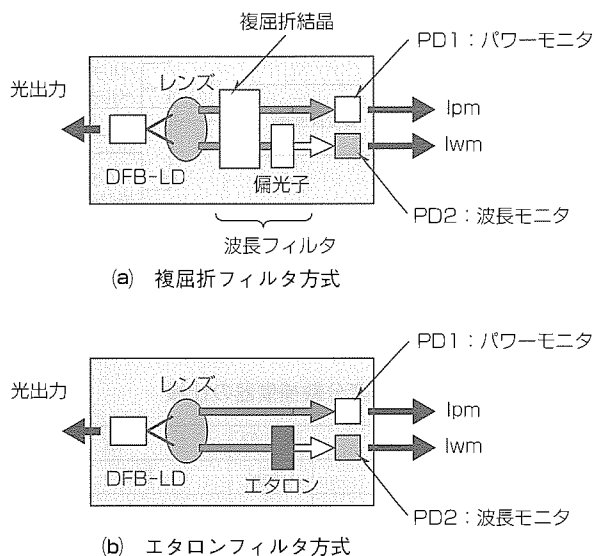 複屈折結晶
PD1：パワーモニタ
光出力
レンズ
Ipm
Iwm
DFB-LD
偏光子
PD2：波長モニタ
波長フィルタ
(a) 複屈折フィルタ方式
PD1：パワーモニタ
光出力
レンズ
Ipm
Iwm
DFB-LD
エタロン
PD2：波長モニタ
(b) エタロンフィルタ方式